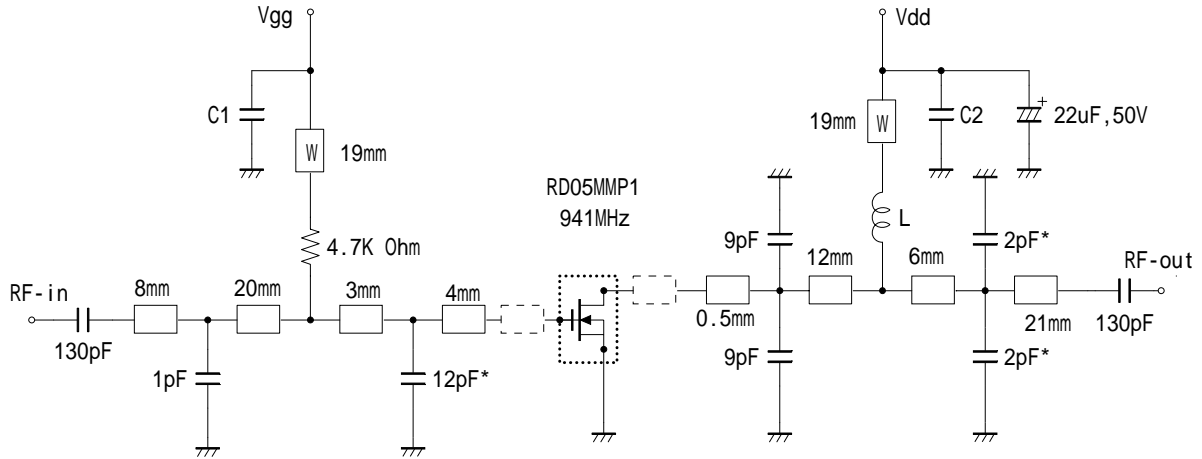 Vgg
Vdd
C1
W
19mm
19mm
W
C2
+
22uF,50V
RD05MMP1
941MHz
4.7K Ohm
L
9pF
12mm
6mm
2pF*
RF-in
8mm
20mm
3mm
4mm
0.5mm
21mm
RF-out
130pF
130pF
1pF
12pF*
9pF
2pF*